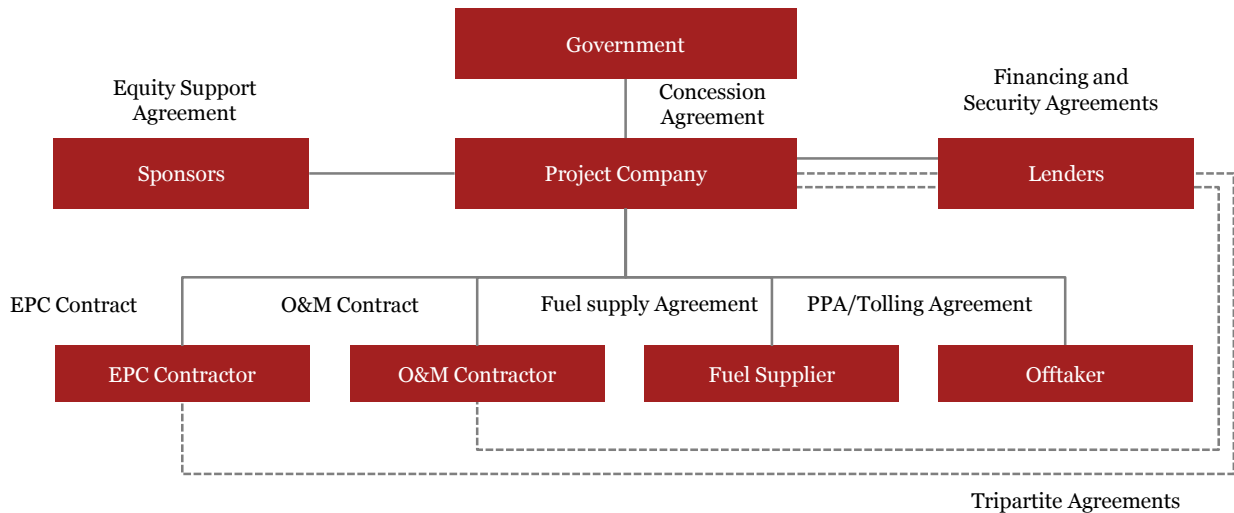 Government
Equity Support
Agreement
Concession
Agreement
Financing and
Security Agreements
Sponsors
Project Company
Lenders
EPC Contract
O&M Contract
Fuel supply Agreement
PPA/Tolling Agreement
EPC Contractor
O&M Contractor
Fuel Supplier
Offtaker
Tripartite Agreements